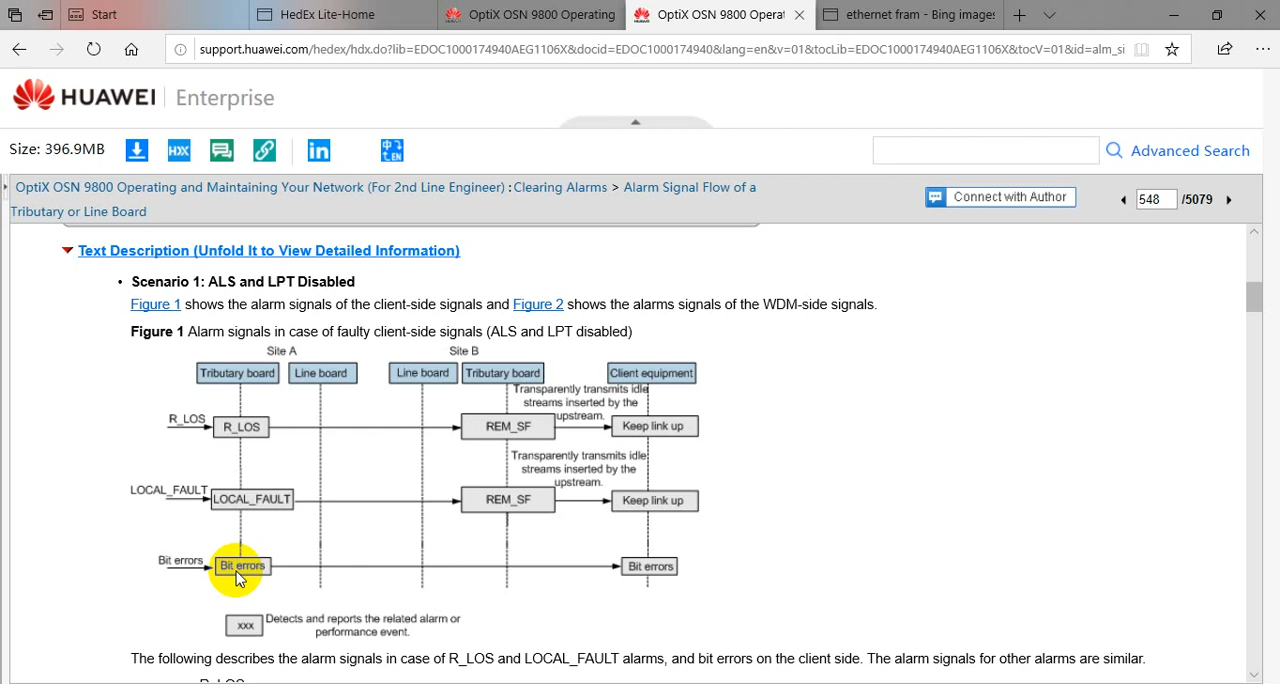 Start
HedEx Lite-Home
OptiX OSN 9800 Operating
OptiX OSN 9800 Operat
ethernet fram - Bing images
support.huawei.com/hedex/hdx.do?lib=EDOC1000174940AEG1106X&docid=EDOC1000174940&lang=en&v=01&tocLib=EDOC1000174940AEG1106X&tocV=01&id=alm_si
HUAWEI Enterprise
Size: 396.9MB
HDX
in
中
EN
Advanced Search
OptiX OSN 9800 Operating and Maintaining Your Network (For 2nd Line Engineer) : Clearing Alarms > Alarm Signal Flow of a
Tributary or Line Board
Connect with Author
548 /5079
Text Description (Unfold It to View Detailed Information)
• Scenario 1: ALS and LPT Disabled
Figure 1 shows the alarm signals of the client-side signals and Figure 2 shows the alarms signals of the WDM-side signals.
Figure 1 Alarm signals in case of faulty client-side signals (ALS and LPT disabled)
Site A Site B
Tributary board Line board Line board Tributary board Client equipment
Transparently transmits idle
streams inserted by the
upstream.
R_LOS R_LOS REM_SF Keep link up
Transparently transmits idle
streams inserted by the
upstream.
LOCAL_FAULT LOCAL_FAULT REM_SF Keep link up
Bit errors Bit errors Bit errors
xxx Detects and reports the related alarm or
performance event.
The following describes the alarm signals in case of R_LOS and LOCAL_FAULT alarms, and bit errors on the client side. The alarm signals for other alarms are similar.
R_LOS